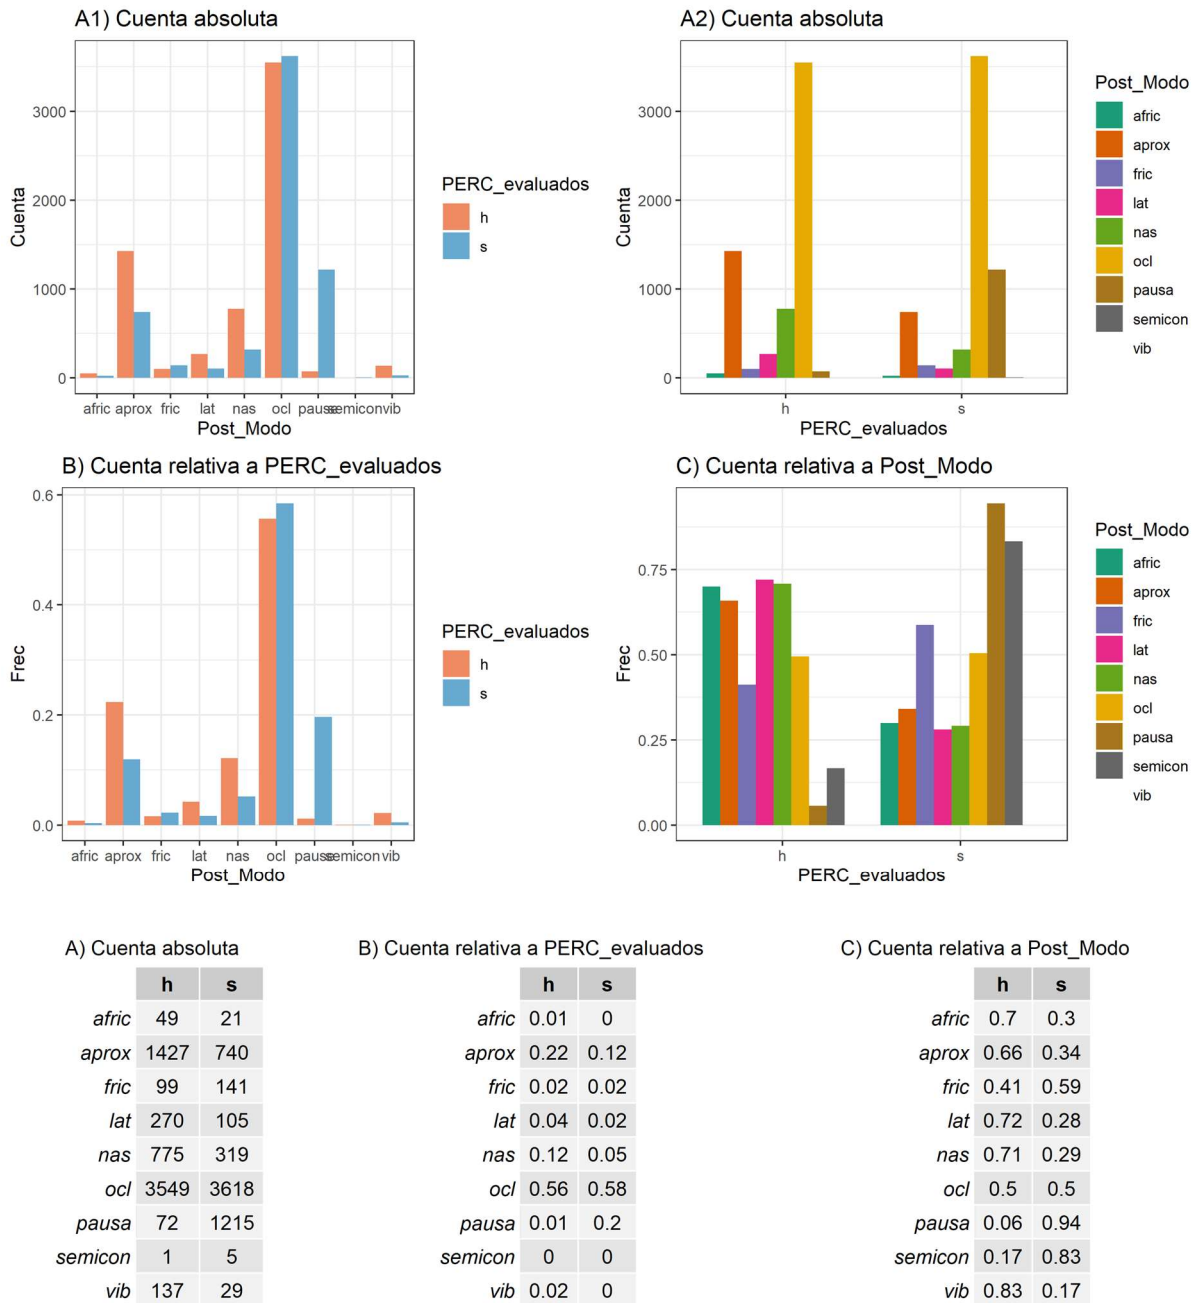 A1) Cuenta absoluta
Cuenta
3000
2000
1000
0
afric aprox fric lat nas ocl pausa semicon vib
Post_Modo
PERC_evaluados
h
s
A2) Cuenta absoluta
Cuenta
3000
2000
1000
0
h s
PERC_evaluados
Post_Modo
afric
aprox
fric
lat
nas
ocl
pausa
semicon
vib
B) Cuenta relativa a PERC_evaluados
Frec
0.6
0.4
0.2
0.0
afric aprox fric lat nas ocl pausa semicon vib
Post_Modo
PERC_evaluados
h
s
C) Cuenta relativa a Post_Modo
Frec
0.75
0.50
0.25
0.00
h s
PERC_evaluados
Post_Modo
afric
aprox
fric
lat
nas
ocl
pausa
semicon
vib
A) Cuenta absoluta
h s
afric 49 21
aprox 1427 740
fric 99 141
lat 270 105
nas 775 319
ocl 3549 3618
pausa 72 1215
semicon 1 5
vib 137 29
B) Cuenta relativa a PERC_evaluados
h s
afric 0.01 0
aprox 0.22 0.12
fric 0.02 0.02
lat 0.04 0.02
nas 0.12 0.05
ocl 0.56 0.58
pausa 0.01 0.2
semicon 0 0
vib 0.02 0
C) Cuenta relativa a Post_Modo
h s
afric 0.7 0.3
aprox 0.66 0.34
fric 0.41 0.59
lat 0.72 0.28
nas 0.71 0.29
ocl 0.5 0.5
pausa 0.06 0.94
semicon 0.17 0.83
vib 0.83 0.17